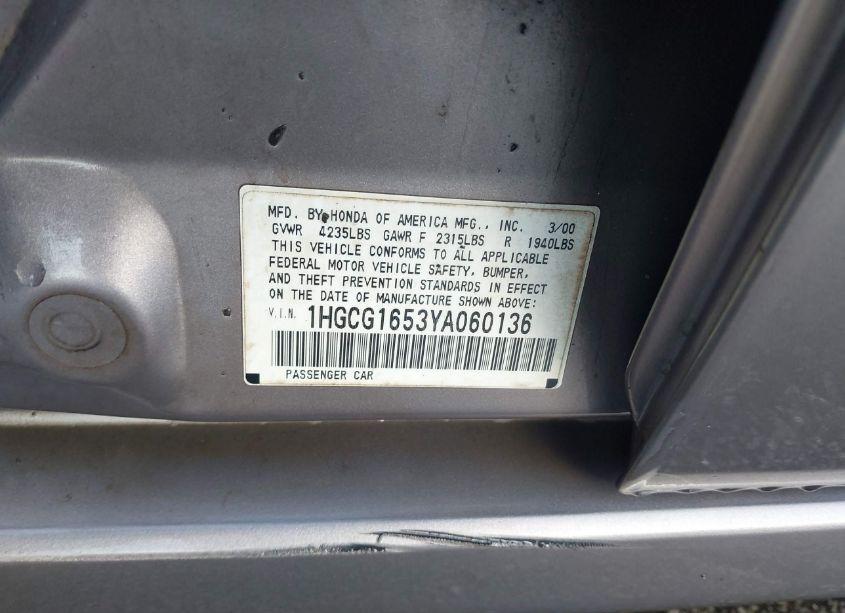 MFD. BY HONDA OF AMERICA MFG., INC. 3/00
GVWR 4235LBS GAWR F 2315LBS R 1940LBS
THIS VEHICLE CONFORMS TO ALL APPLICABLE
FEDERAL MOTOR VEHICLE SAFETY, BUMPER,
AND THEFT PREVENTION STANDARDS IN EFFECT
ON THE DATE OF MANUFACTURE SHOWN ABOVE:
V.I.N. 1HGCG1653YA060136
PASSENGER CAR